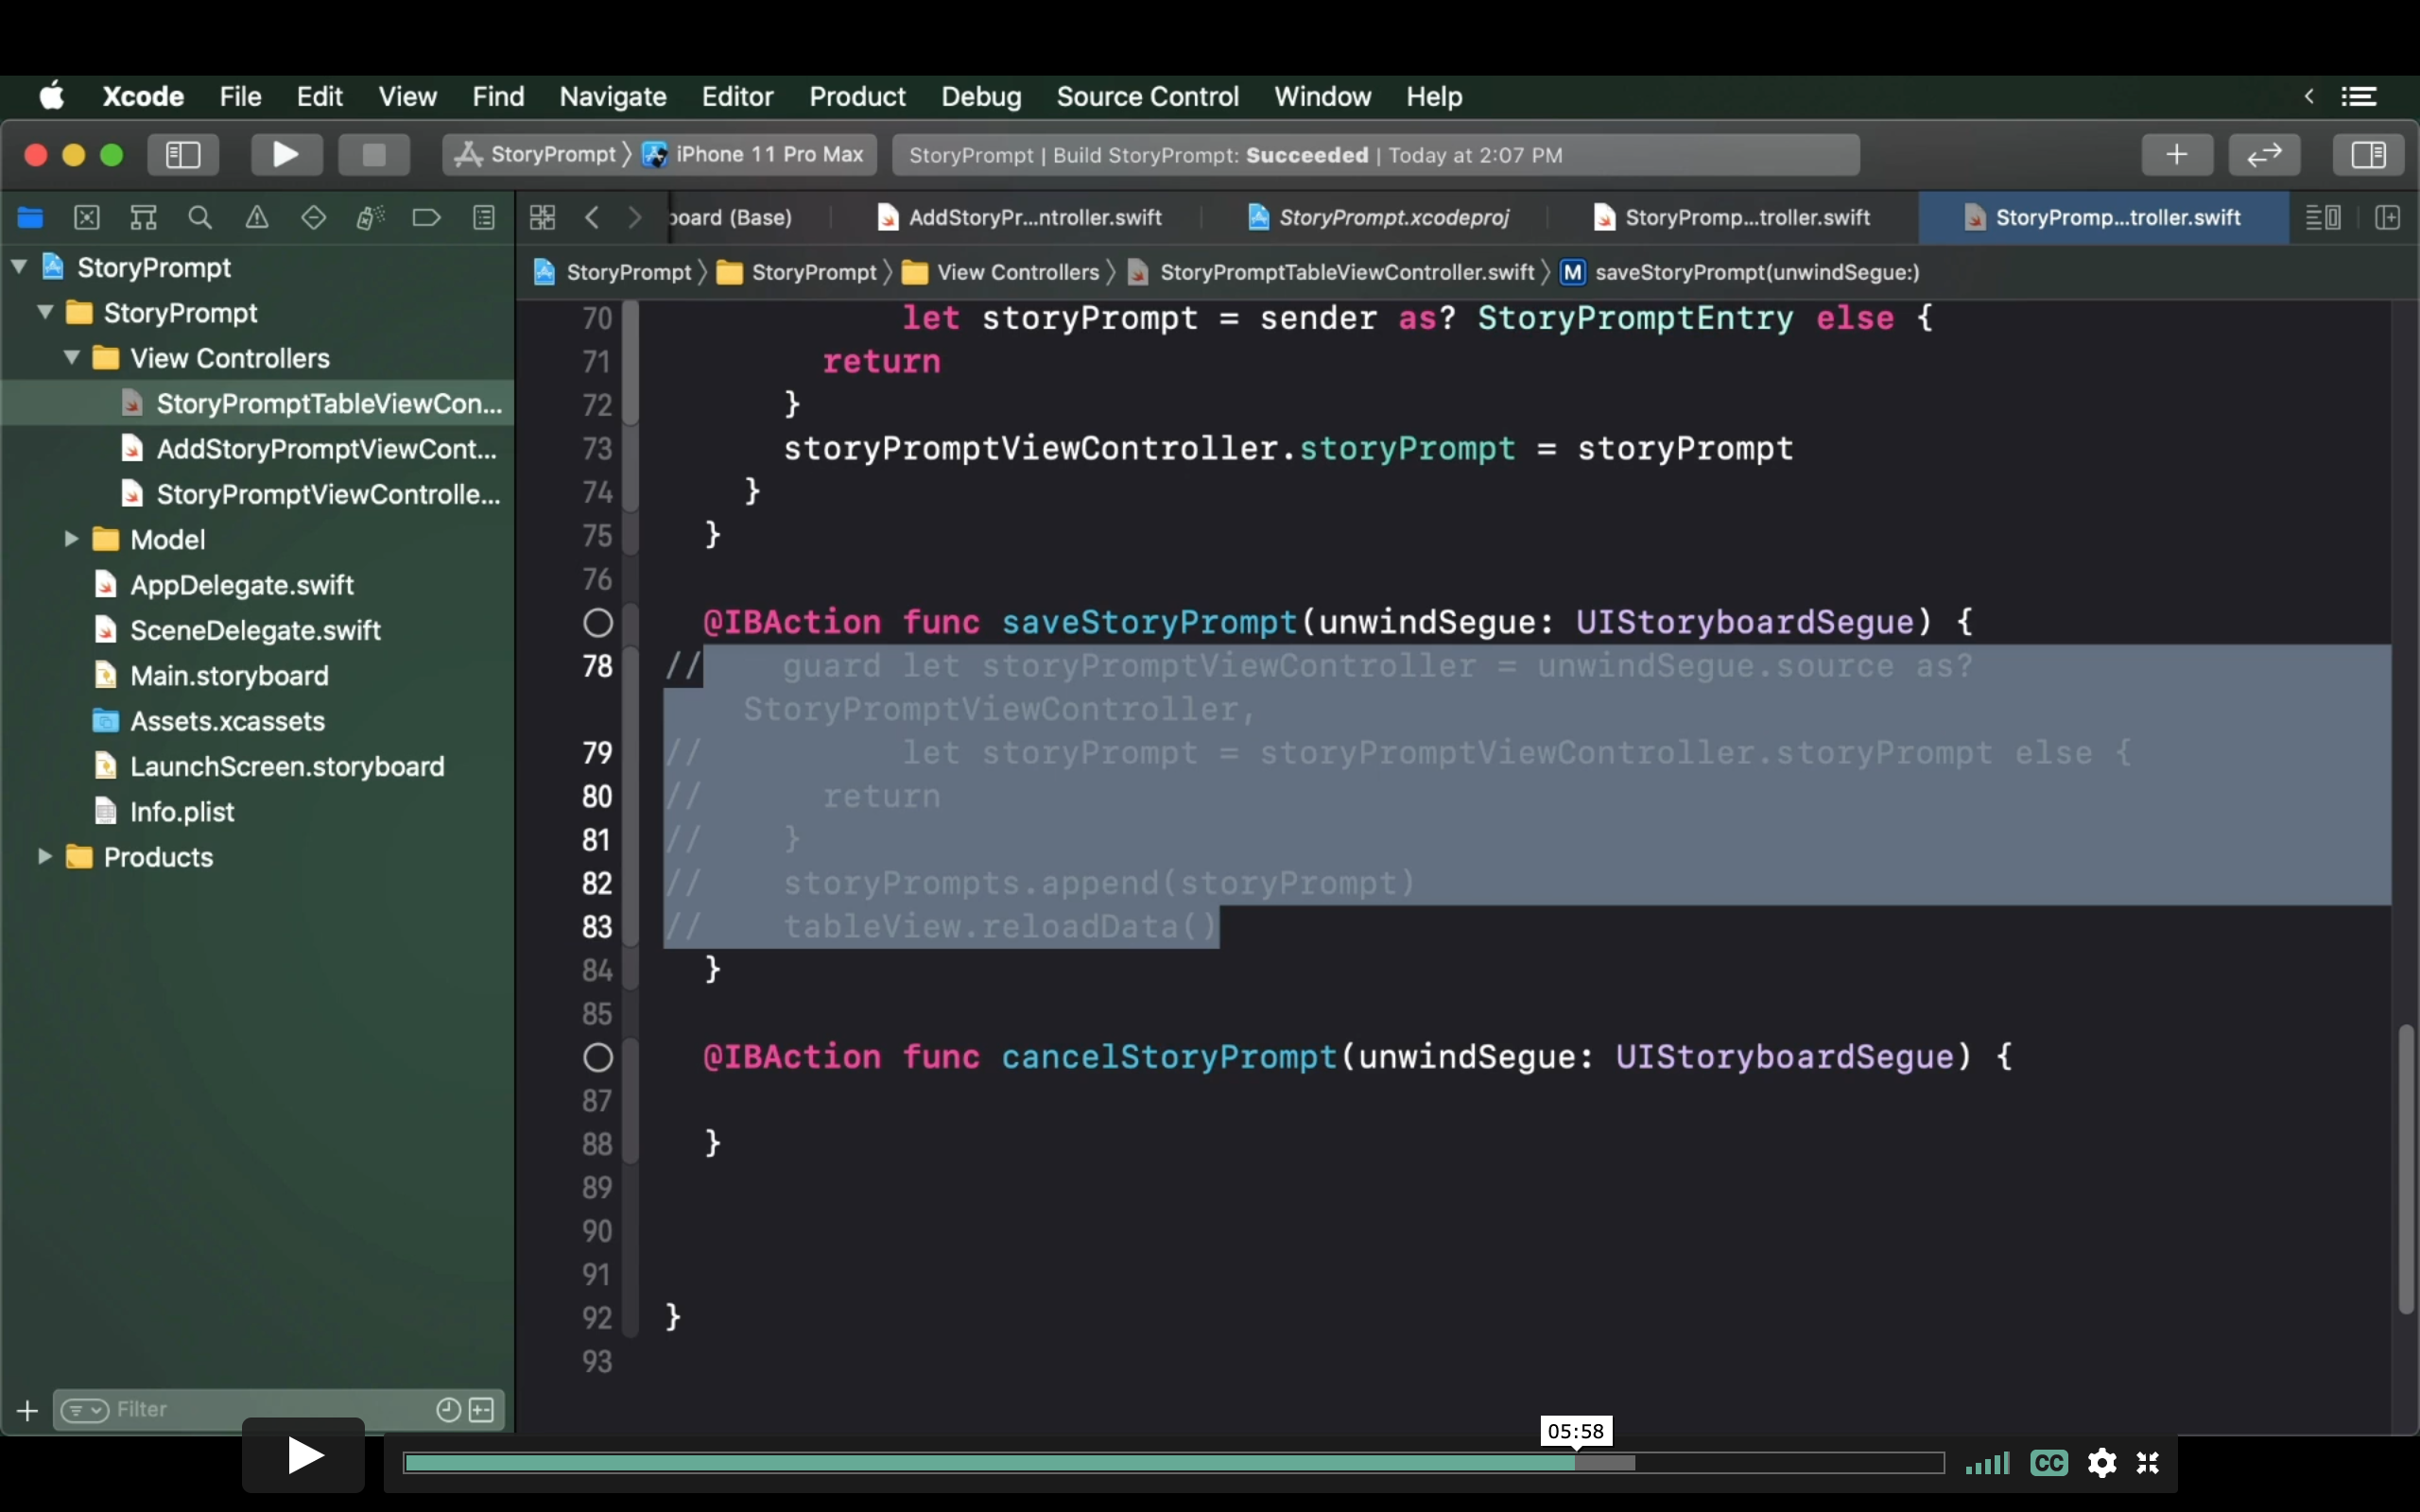 Xcode File Edit View Find Navigate Editor Product Debug Source Control Window Help
StoryPrompt 〉 iPhone 11 Pro Max StoryPrompt | Build StoryPrompt: Succeeded | Today at 2:07 PM
board (Base) AddStoryPr...ntroller.swift StoryPrompt.xcodeproj StoryPromp...troller.swift StoryPromp...troller.swift
StoryPrompt 〉 StoryPrompt 〉 View Controllers 〉 StoryPromptTableViewController.swift 〉 M saveStoryPrompt(unwindSegue:)
StoryPrompt
StoryPrompt
View Controllers
StoryPromptTableViewCon...
AddStoryPromptViewCont...
StoryPromptViewControlle...
Model
AppDelegate.swift
SceneDelegate.swift
Main.storyboard
Assets.xcassets
LaunchScreen.storyboard
Info.plist
Products
Filter
70 let storyPrompt = sender as? StoryPromptEntry else {
71 return
72 }
73 storyPromptViewController.storyPrompt = storyPrompt
74 }
75 }
76
@IBAction func saveStoryPrompt(unwindSegue: UIStoryboardSegue) {
78 // guard let storyPromptViewController = unwindSegue.source as?
StoryPromptViewController,
79 // let storyPrompt = storyPromptViewController.storyPrompt else {
80 // return
81 // }
82 // storyPrompts.append(storyPrompt)
83 // tableView.reloadData()
84 }
85
@IBAction func cancelStoryPrompt(unwindSegue: UIStoryboardSegue) {
87
88 }
89
90
91
92 }
93
05:58
CC